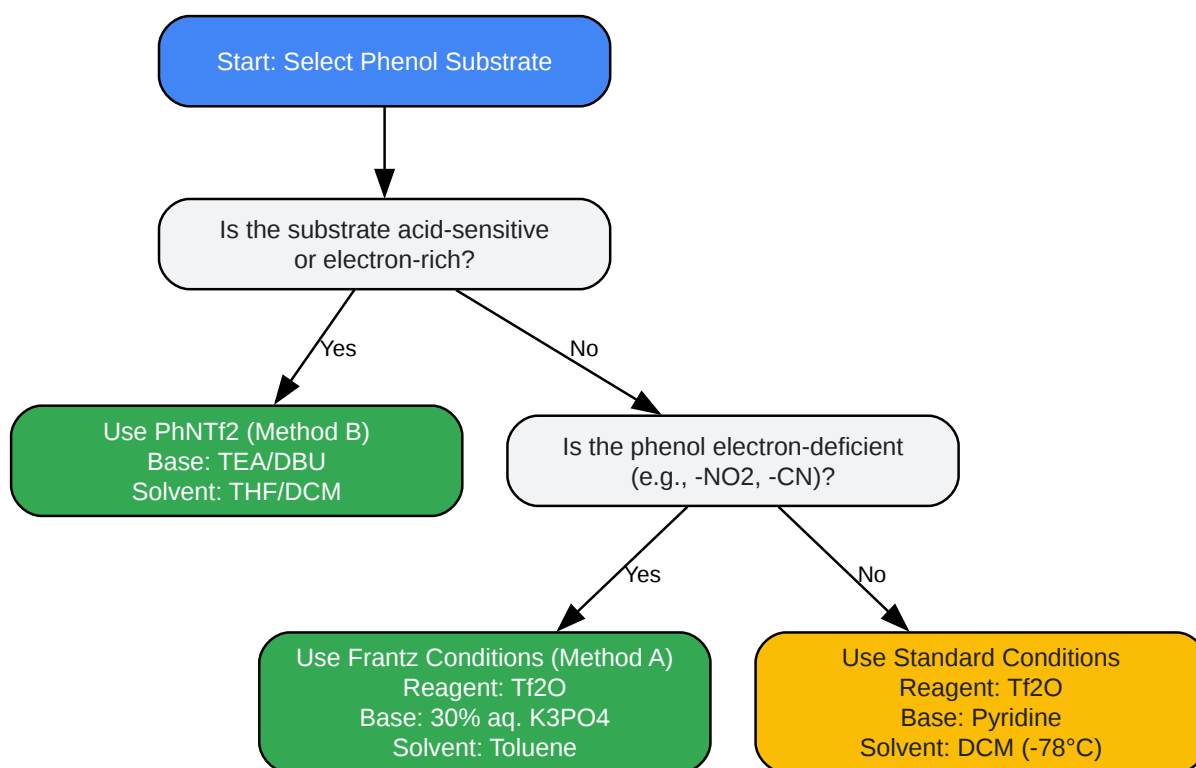 Start: Select Phenol Substrate
Is the substrate acid-sensitive
or electron-rich?
Yes
No
Use PhNTf2 (Method B)
Base: TEA/DBU
Solvent: THF/DCM
Is the phenol electron-deficient
(e.g., -NO2, -CN)?
Yes
No
Use Frantz Conditions (Method A)
Reagent: Tf2O
Base: 30% aq. K3PO4
Solvent: Toluene
Use Standard Conditions
Reagent: Tf2O
Base: Pyridine
Solvent: DCM (-78°C)